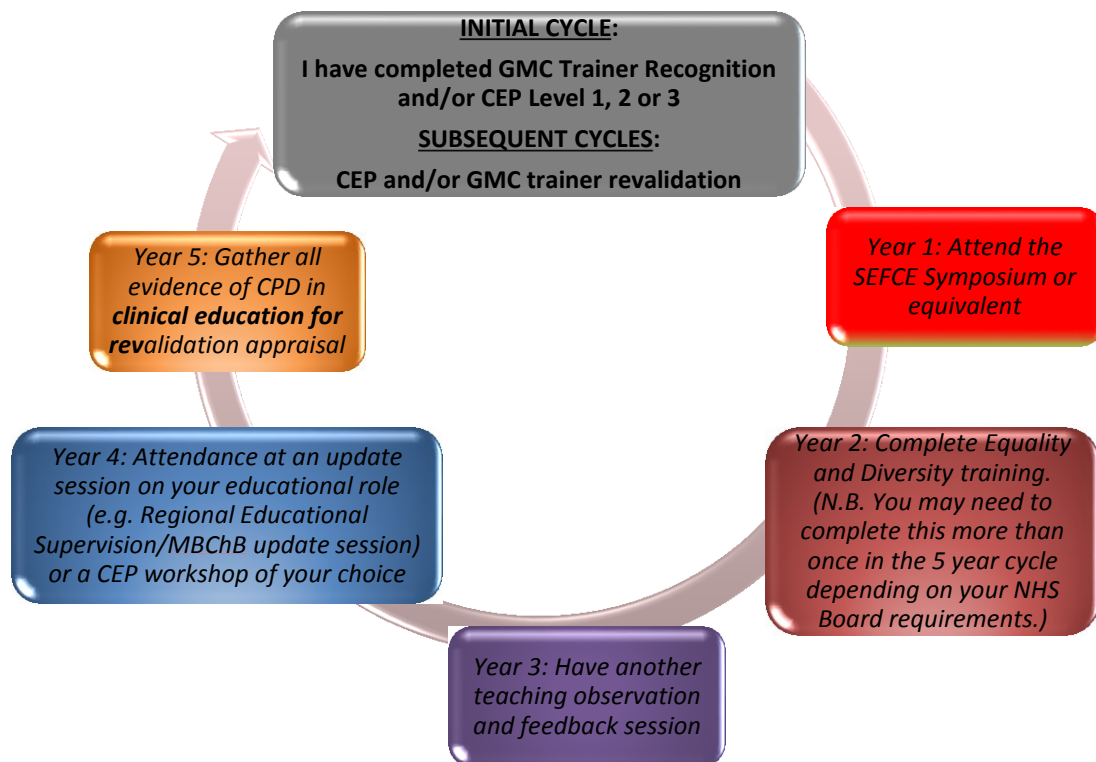 INITIAL CYCLE:
I have completed GMC Trainer Recognition
and/or CEP Level 1, 2 or 3
SUBSEQUENT CYCLES:
CEP and/or GMC trainer revalidation
Year 1: Attend the
SEFCE Symposium or
equivalent
Year 2: Complete Equality
and Diversity training.
(N.B. You may need to
complete this more than
once in the 5 year cycle
depending on your NHS
Board requirements.)
Year 3: Have another
teaching observation
and feedback session
Year 4: Attendance at an update
session on your educational role
(e.g. Regional Educational
Supervision/MBChB update session)
or a CEP workshop of your choice
Year 5: Gather all
evidence of CPD in
clinical education for
revalidation appraisal